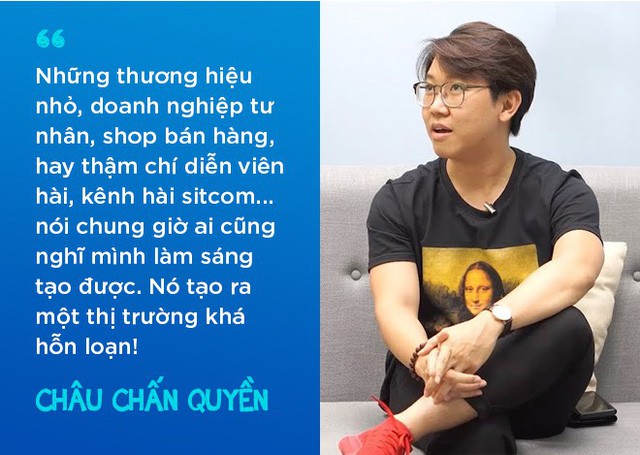 “
Những thương hiệu
nhỏ, doanh nghiệp tư
nhân, shop bán hàng,
hay thậm chí diễn viên
hài, kênh hài sitcom...
nói chung giờ ai cũng
nghĩ mình làm sáng
tạo được. Nó tạo ra
một thị trường khá
hỗn loạn!
CHÂU CHẤN QUYỀN